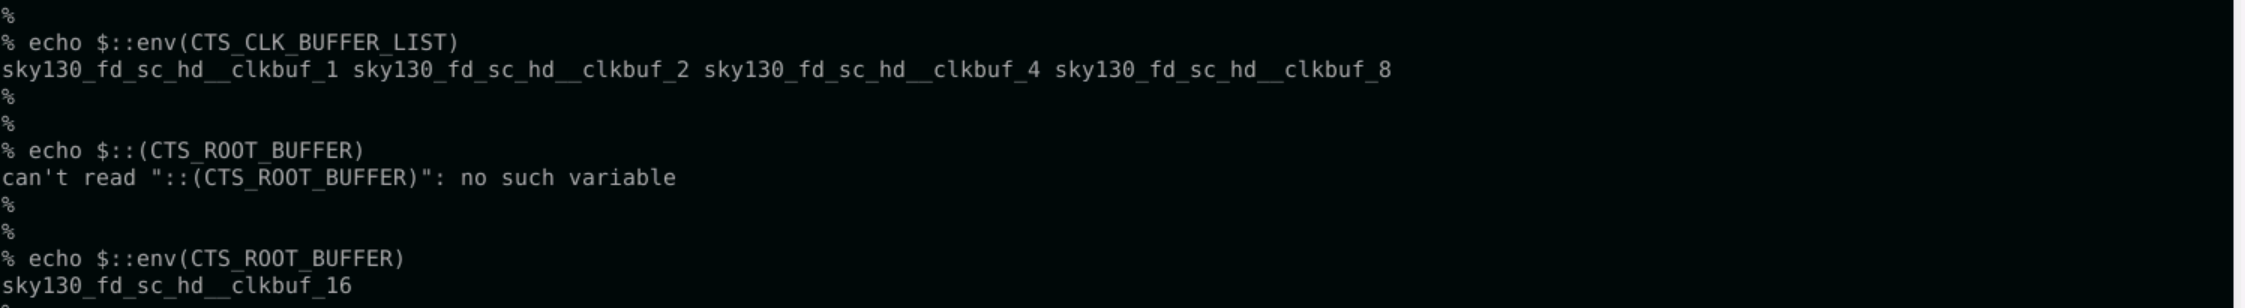 %
% echo $::env(CTS_CLK_BUFFER_LIST)
sky130_fd_sc_hd__clkbuf_1 sky130_fd_sc_hd__clkbuf_2 sky130_fd_sc_hd__clkbuf_4 sky130_fd_sc_hd__clkbuf_8
%
%
% echo $::(CTS_ROOT_BUFFER)
can't read "::(CTS_ROOT_BUFFER)": no such variable
%
%
% echo $::env(CTS_ROOT_BUFFER)
sky130_fd_sc_hd__clkbuf_16